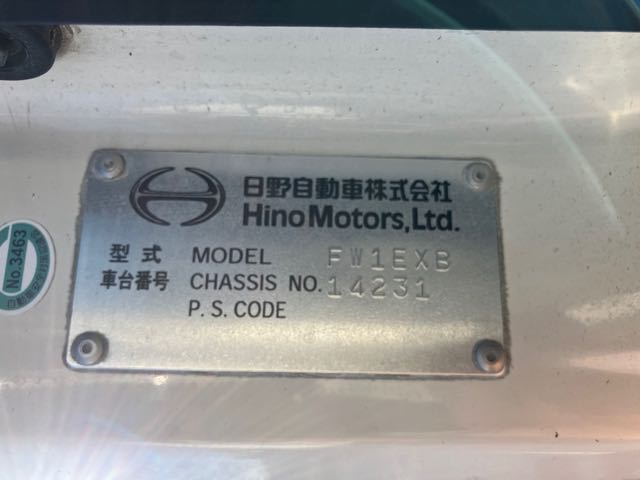 日野自動車株式会社
Hino Motors, Ltd.
型式 MODEL FW1EXB
車台番号 CHASSIS NO. 14231
P.S. CODE
No.3463